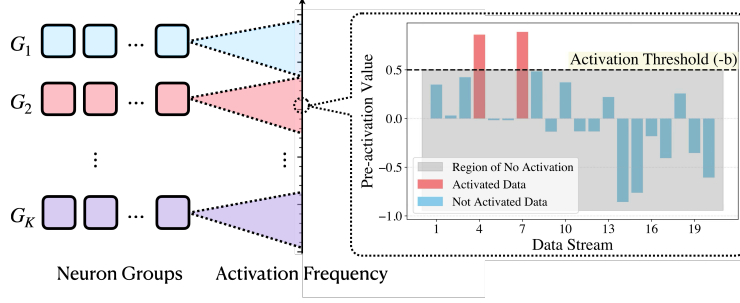 G1
...
G2
...
⋮
⋮
GK
...
Neuron Groups
Activation Frequency
Pre-activation Value
Activation Threshold (-b)
0.5
0.0
−0.5
−1.0
Region of No Activation
Activated Data
Not Activated Data
1 4 7 10 13 16 19
Data Stream